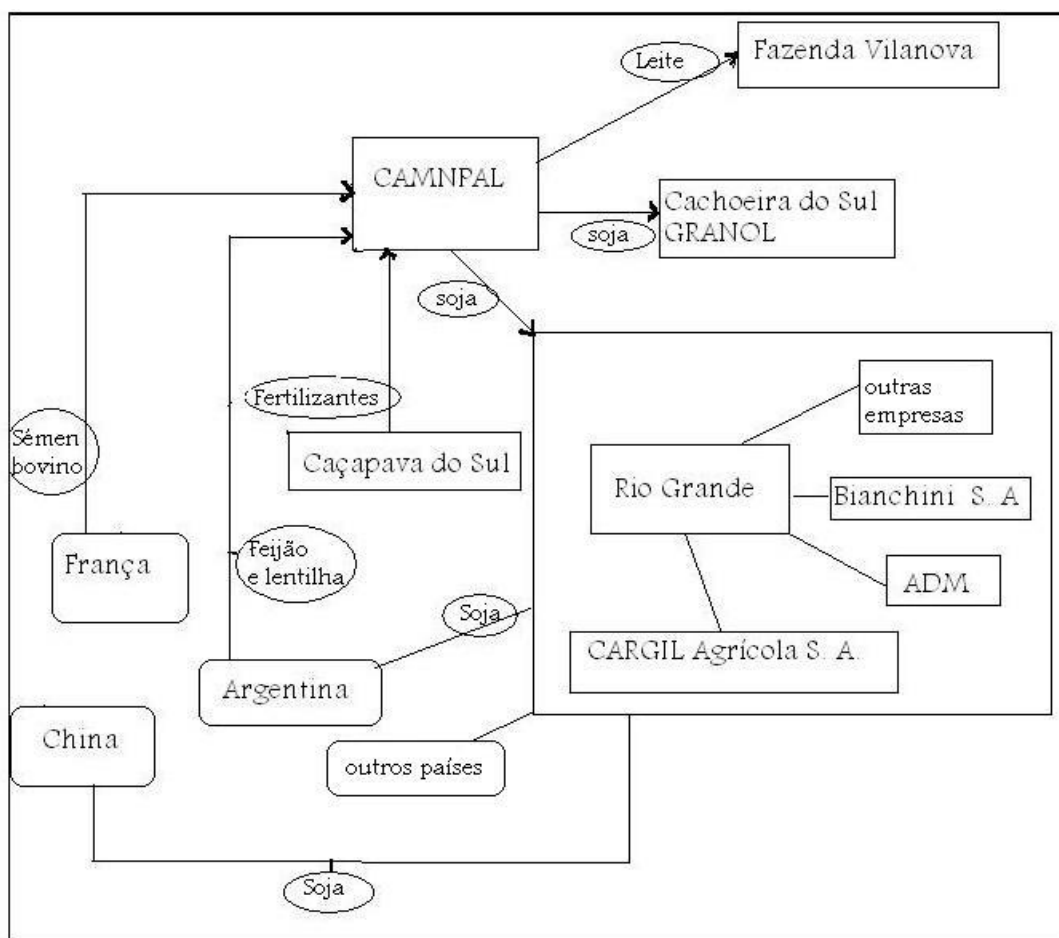 Leite
Fazenda Vilanova
CAMNPAL
Cachoeira do Sul
GRANOL
soja
soja
outras
empresas
Fertilizantes
Sémen
bovino
Caçapava do Sul
Rio Grande
Bianchini S. A
França
Feijão
e lentilha
ADM
Soja
CARGIL Agrícola S. A.
Argentina
China
outros países
Soja